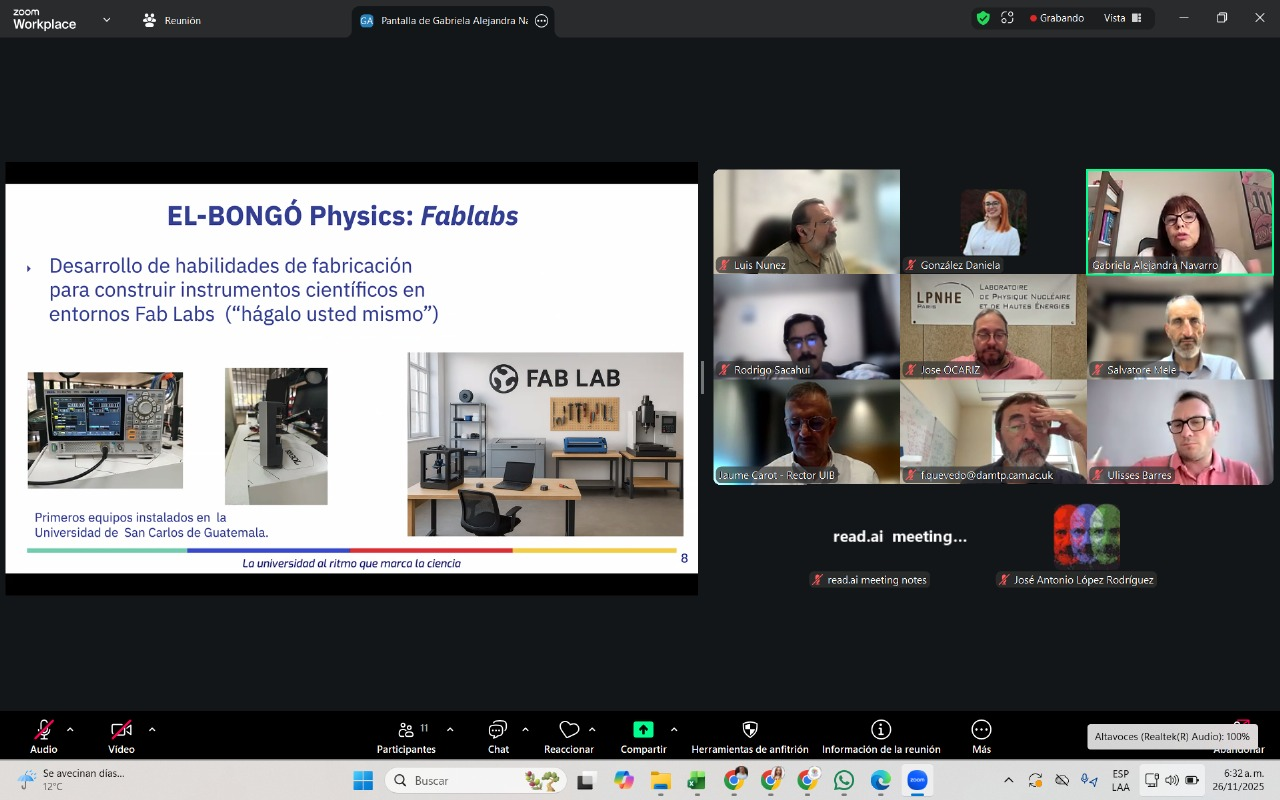 zoom
Workplace
Reunión
GA
Pantalla de Gabriela Alejandra Na
Grabando
Vista
EL-BONGÓ Physics: Fablabs
Desarrollo de habilidades de fabricación
para construir instrumentos científicos en
entornos Fab Labs (“hágalo usted mismo”)
FAB LAB
Primeros equipos instalados en la
Universidad de San Carlos de Guatemala.
La universidad al ritmo que marca la ciencia
8
Luis Nunez
González Daniela
Gabriela Alejandra Navarro
LPNHE
PARIS
LABORATOIRE
DE PHYSIQUE NUCLÉAIRE
ET DE HAUTES ÉNERGIES
Rodrigo Sacahui
Jose OCARIZ
Salvatore Mele
Jaume Carot - Rector UIB
f.quevedo@damtp.cam.ac.uk
Ulisses Barres
read.ai meeting...
read.ai meeting notes
José Antonio López Rodríguez
Audio
Video
Participantes
11
Chat
Reaccionar
Compartir
Herramientas de anfitrión
Información de la reunión
Más
Altavoces (Realtek(R) Audio): 100%
Abandonar
Se avecinan días...
12°C
Buscar
zoom
ESP
LAA
6:32 a. m.
26/11/2025